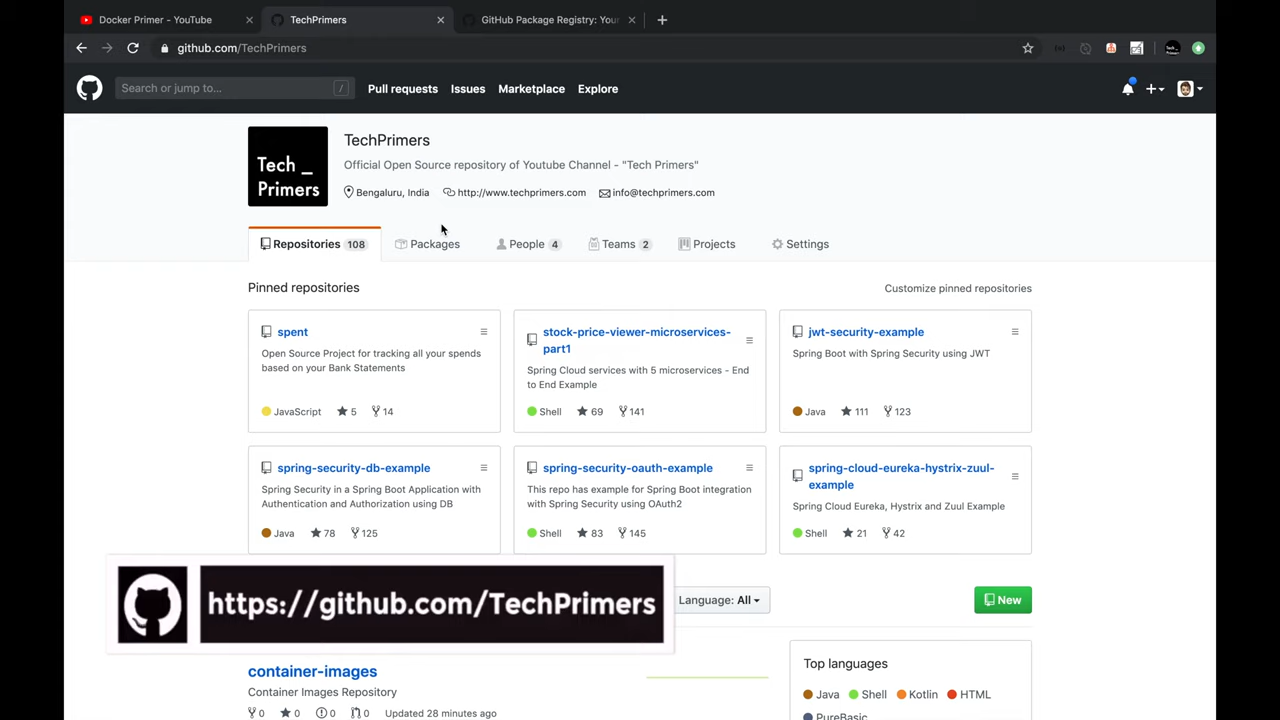 Docker Primer - YouTube
TechPrimers
GitHub Package Registry: Your
github.com/TechPrimers
Search or jump to...
/
Pull requests
Issues
Marketplace
Explore
Tech _
Primers
TechPrimers
Official Open Source repository of Youtube Channel - "Tech Primers"
Bengaluru, India
http://www.techprimers.com
info@techprimers.com
Repositories 108
Packages
People 4
Teams 2
Projects
Settings
Pinned repositories
Customize pinned repositories
spent
Open Source Project for tracking all your spends
based on your Bank Statements
JavaScript 5 14
stock-price-viewer-microservices-
part1
Spring Cloud services with 5 microservices - End
to End Example
Shell 69 141
jwt-security-example
Spring Boot with Spring Security using JWT
Java 111 123
spring-security-db-example
Spring Security in a Spring Boot Application with
Authentication and Authorization using DB
Java 78 125
spring-security-oauth-example
This repo has example for Spring Boot integration
with Spring Security using OAuth2
Shell 83 145
spring-cloud-eureka-hystrix-zuul-
example
Spring Cloud Eureka, Hystrix and Zuul Example
Shell 21 42
https://github.com/TechPrimers
Language: All
New
container-images
Container Images Repository
0 0 0 0 Updated 28 minutes ago
Top languages
Java Shell Kotlin HTML
PureBasic